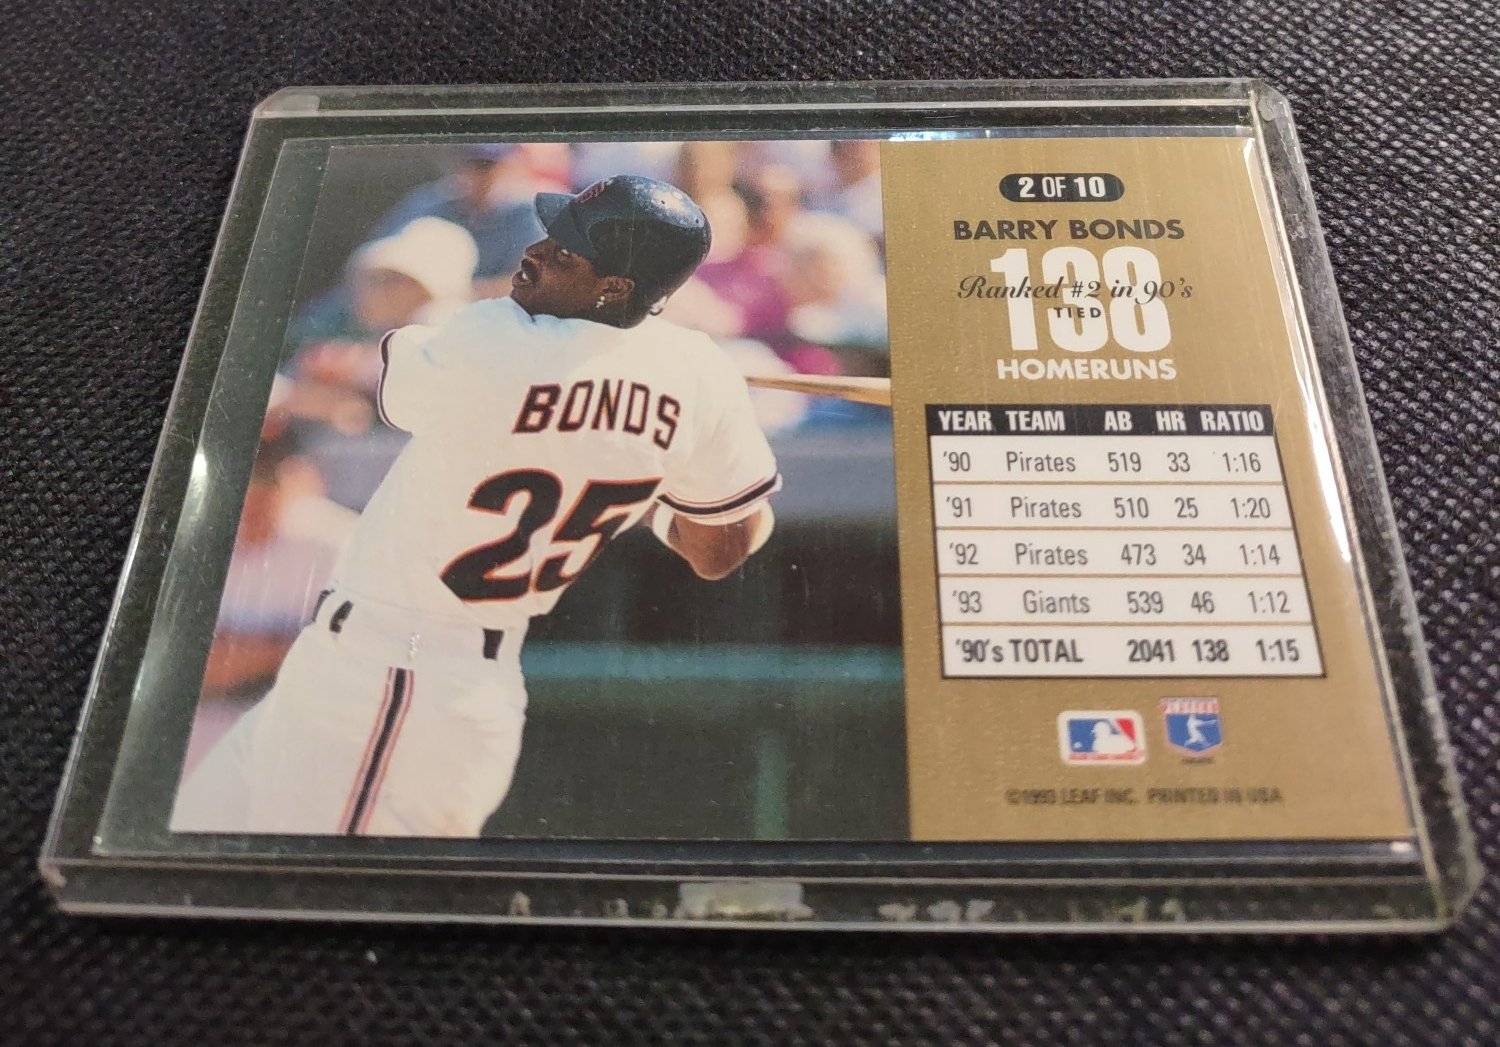 2 OF 10
BARRY BONDS
138
Ranked #2 in 90's
TIED
HOMERUNS
BONDS
25
YEAR TEAM AB HR RATIO
'90 Pirates 519 33 1:16
'91 Pirates 510 25 1:20
'92 Pirates 473 34 1:14
'93 Giants 539 46 1:12
'90's TOTAL 2041 138 1:15
©1993 LEAF INC. PRINTED IN USA